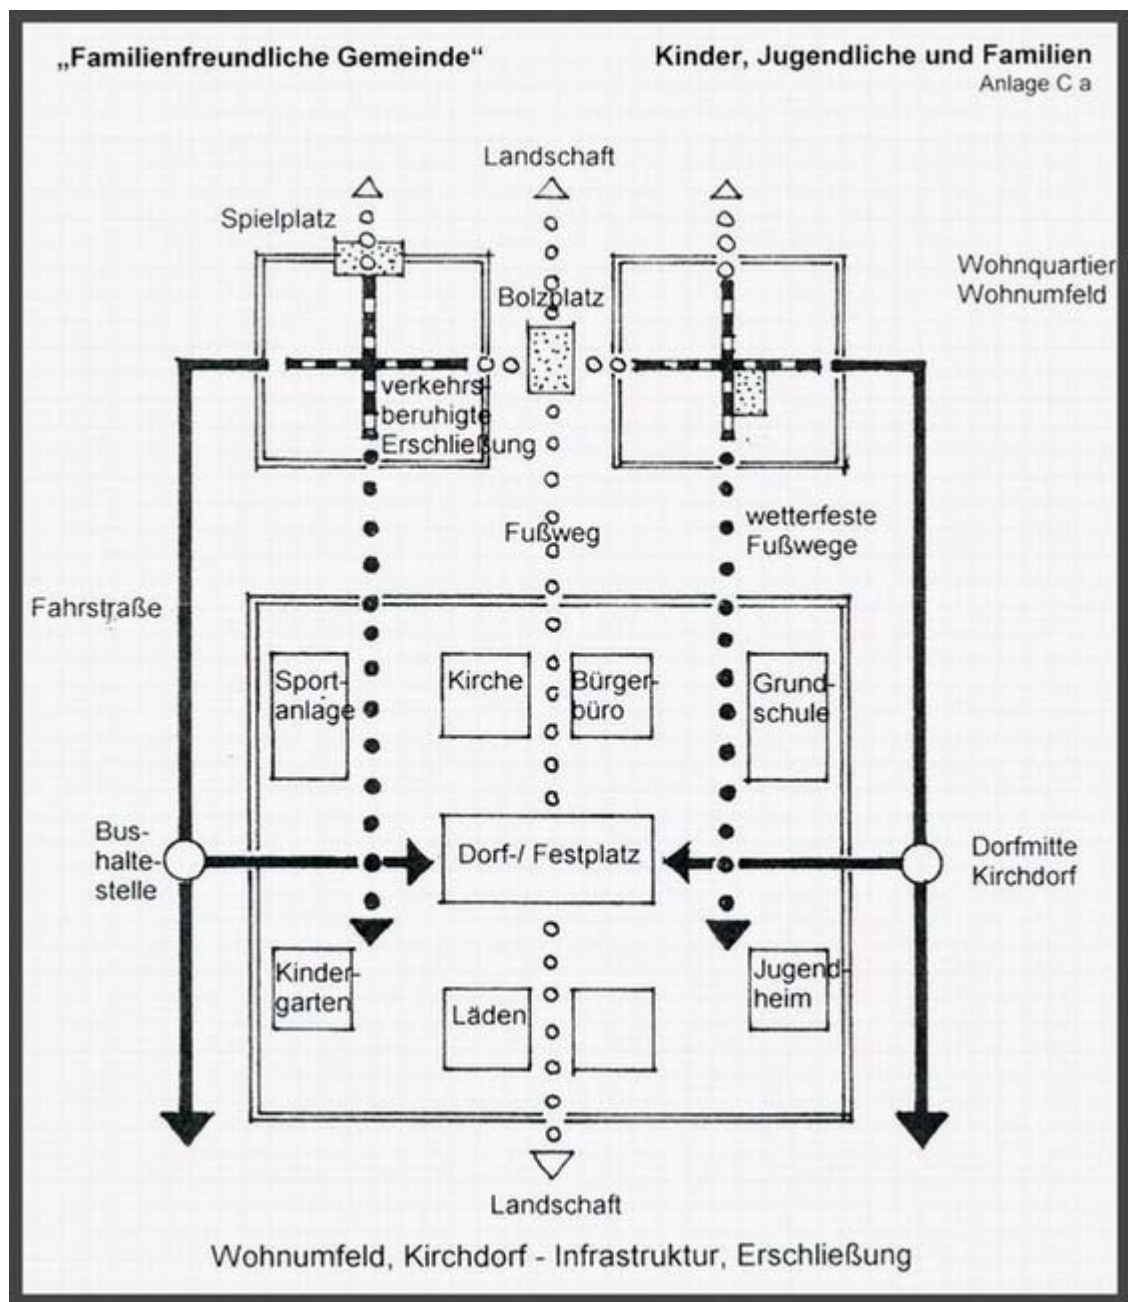 „Familienfreundliche Gemeinde“
Kinder, Jugendliche und Familien
Anlage C a
Landschaft
Spielplatz
Wohnquartier
Wohnumfeld
Bolzplatz
verkehrs-
beruhigte
Erschließung
Fußweg
wetterfeste
Fußwege
Fahrstraße
Sport-
anlage
Kirche
Bürger-
büro
Grund-
schule
Bus-
halte-
stelle
Dorf-/ Festplatz
Dorfmitte
Kirchdorf
Kinder-
garten
Läden
Jugend-
heim
Landschaft
Wohnumfeld, Kirchdorf - Infrastruktur, Erschließung